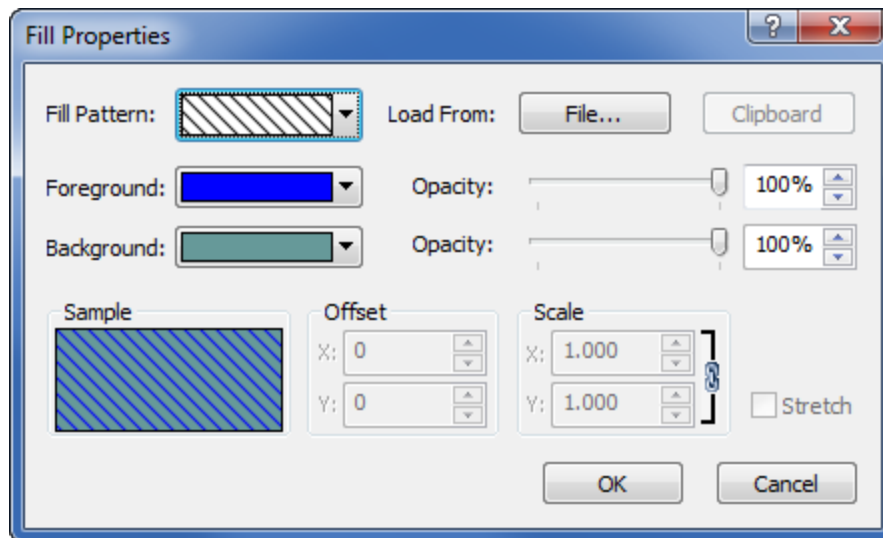 Fill Properties
?
Fill Pattern: Load From: File... Clipboard
Foreground: Opacity: 100%
Background: Opacity: 100%
Sample Offset Scale
X: 0 X: 1.000
Y: 0 Y: 1.000 Stretch
OK Cancel